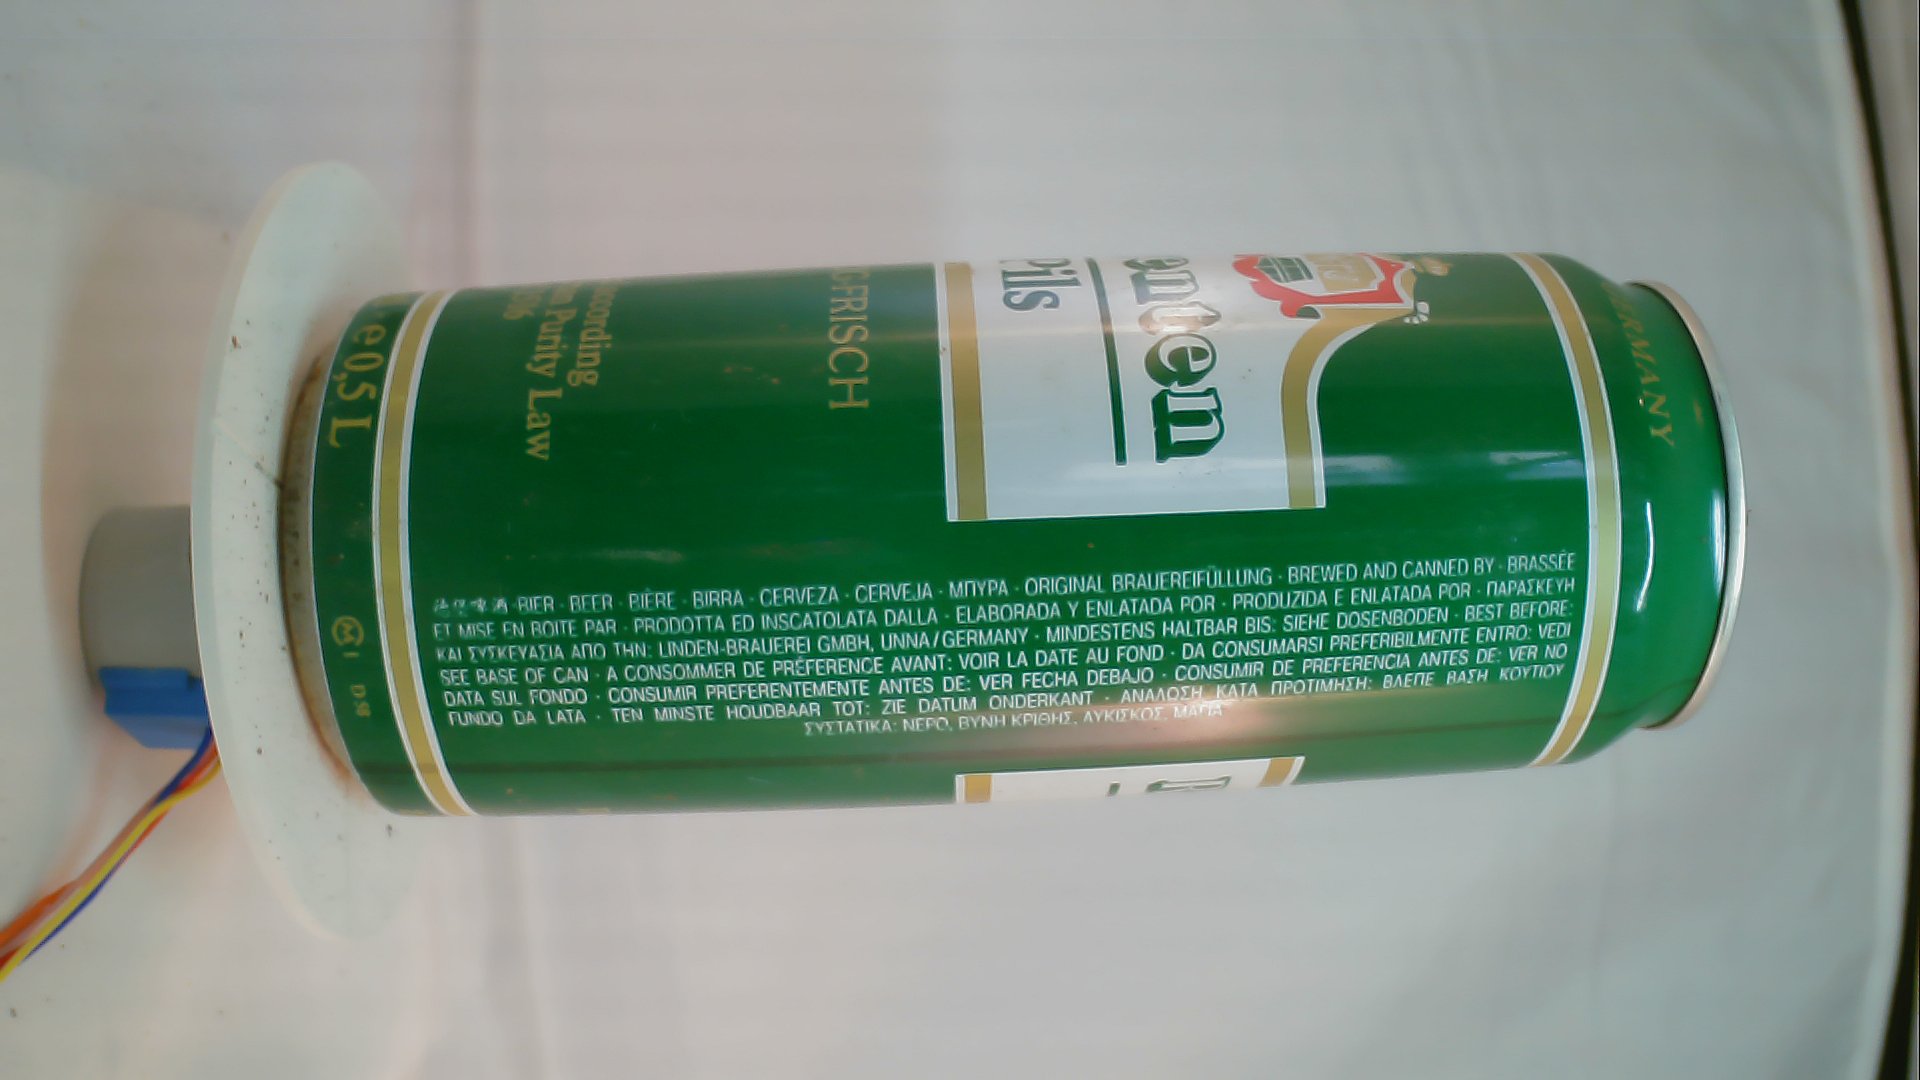 GERMANY
enten
Pils
C-FRISCH
According
Purity Law
e 0,5 L
BIER · BEER · BIÈRE · BIRRA · CERVEZA · CERVEJA · ΜΠΥΡΑ · ORIGINAL BRAUEREIFÜLLUNG · BREWED AND CANNED BY · BRASSÉE
ET MISE EN BOITE PAR · PRODOTTA ED INSCATOLATA DALLA · ELABORADA Y ENLATADA POR · PRODUZIDA E ENLATADA POR · ΠΑΡΑΣΚΕΥΗ
ΚΑΙ ΣΥΣΚΕΥΑΣΙΑ ΑΠΟ ΤΗΝ: LINDEN-BRAUEREI GMBH, UNNA/GERMANY · MINDESTENS HALTBAR BIS: SIEHE DOSENBODEN · BEST BEFORE:
SEE BASE OF CAN · A CONSOMMER DE PRÉFERENCE AVANT: VOIR LA DATE AU FOND · DA CONSUMARSI PREFERIBILMENTE ENTRO: VEDI
DATA SUL FONDO · CONSUMIR PREFERENTEMENTE ANTES DE: VER FECHA DEBAJO · CONSUMIR DE PREFERENCIA ANTES DE: VER NO
FUNDO DA LATA · TEN MINSTE HOUDBAAR TOT: ZIE DATUM ONDERKANT · ΑΝΑΛΩΣΗ ΚΑΤΑ ΠΡΟΤΙΜΗΣΗ: ΒΛΕΠΕ ΒΑΣΗ ΚΟΥΤΙΟΥ
ΣΥΣΤΑΤΙΚΑ: ΝΕΡΟ, ΒΥΝΗ ΚΡΙΘΗΣ, ΛΥΚΙΣΚΟΣ, ΜΑΓΙΑ